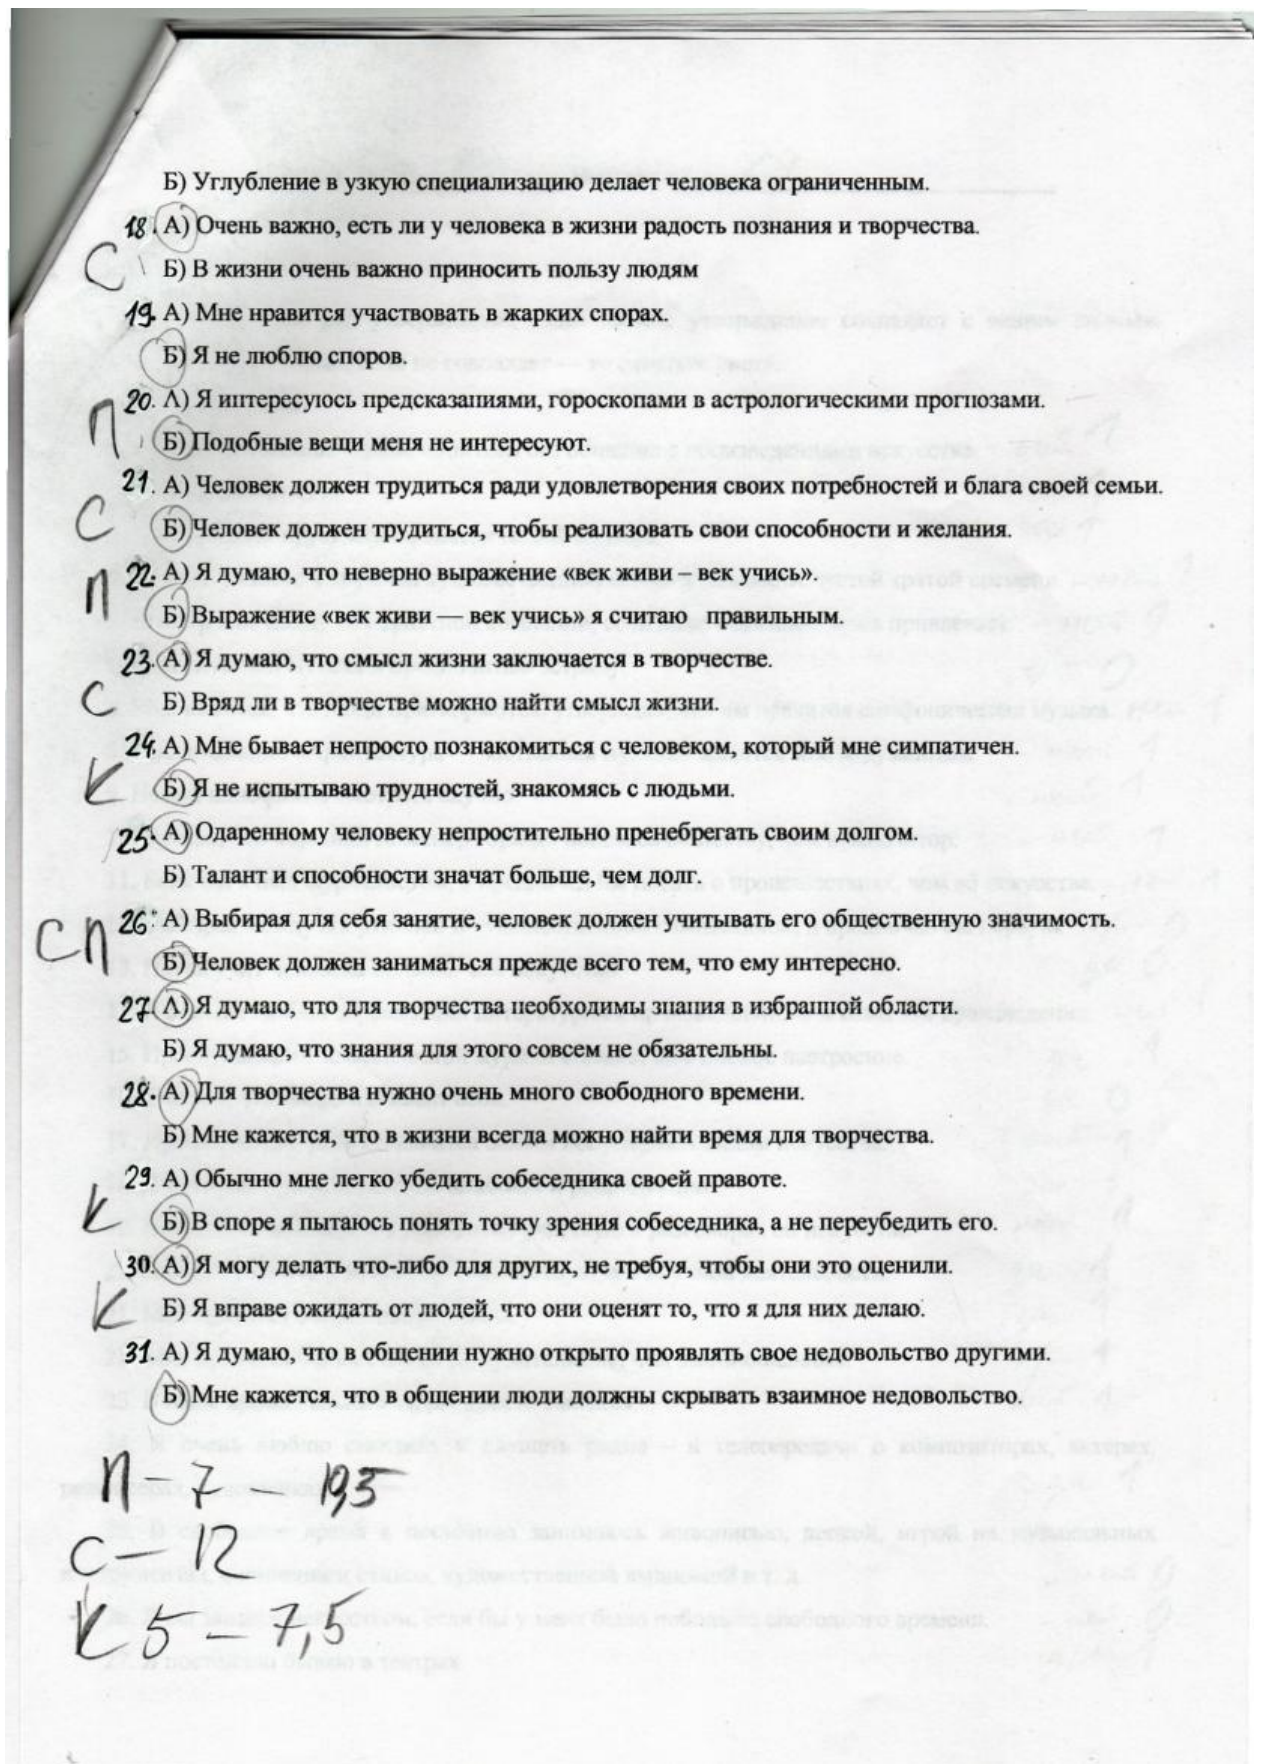 Б) Углубление в узкую специализацию делает человека ограниченным.
18. А) Очень важно, есть ли у человека в жизни радость познания и творчества.
С Б) В жизни очень важно приносить пользу людям
19. А) Мне нравится участвовать в жарких спорах.
Б) Я не люблю споров.
20. А) Я интересуюсь предсказаниями, гороскопами в астрологическими прогнозами.
П Б) Подобные вещи меня не интересуют.
21. А) Человек должен трудиться ради удовлетворения своих потребностей и блага своей семьи.
С Б) Человек должен трудиться, чтобы реализовать свои способности и желания.
П 22. А) Я думаю, что неверно выражение «век живи – век учись».
Б) Выражение «век живи — век учись» я считаю правильным.
23. А) Я думаю, что смысл жизни заключается в творчестве.
С Б) Вряд ли в творчестве можно найти смысл жизни.
24. А) Мне бывает непросто познакомиться с человеком, который мне симпатичен.
К Б) Я не испытываю трудностей, знакомясь с людьми.
25. А) Одаренному человеку непростительно пренебрегать своим долгом.
Б) Талант и способности значат больше, чем долг.
СП 26. А) Выбирая для себя занятие, человек должен учитывать его общественную значимость.
Б) Человек должен заниматься прежде всего тем, что ему интересно.
27. А) Я думаю, что для творчества необходимы знания в избранной области.
Б) Я думаю, что знания для этого совсем не обязательны.
28. А) Для творчества нужно очень много свободного времени.
Б) Мне кажется, что в жизни всегда можно найти время для творчества.
29. А) Обычно мне легко убедить собеседника своей правоте.
К Б) В споре я пытаюсь понять точку зрения собеседника, а не переубедить его.
30. А) Я могу делать что-либо для других, не требуя, чтобы они это оценили.
К Б) Я вправе ожидать от людей, что они оценят то, что я для них делаю.
31. А) Я думаю, что в общении нужно открыто проявлять свое недовольство другими.
Б) Мне кажется, что в общении люди должны скрывать взаимное недовольство.
П – 7 –
С – 12
К 5 – 7,5